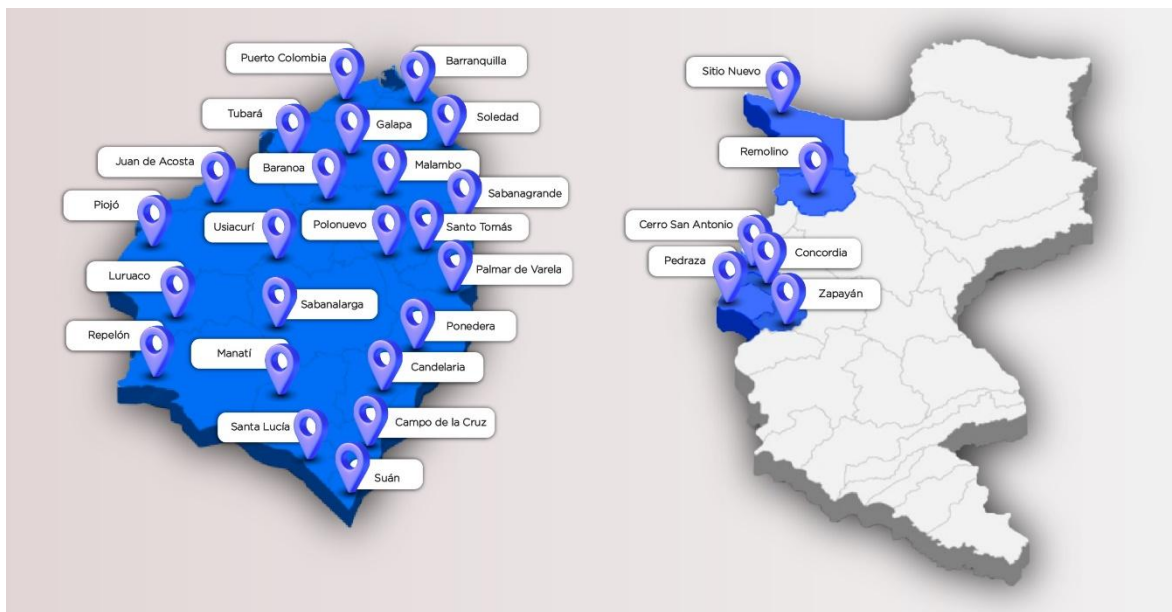 Puerto Colombia
Barranquilla
Tubará
Galapa
Soledad
Juan de Acosta
Baranoa
Malambo
Sabanagrande
Piojó
Usiacurí
Polonuevo
Santo Tomás
Palmar de Varela
Luruaco
Sabanalarga
Ponedera
Repelón
Manatí
Candelaria
Santa Lucía
Campo de la Cruz
Suán
Sitio Nuevo
Remolino
Cerro San Antonio
Concordia
Pedraza
Zapayán